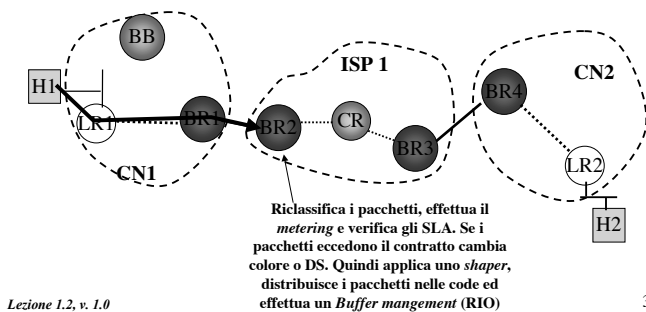 BB
ISP 1
CN2
H1
LR1
BR1
BR2
CR
BR3
BR4
LR2
CN1
H2
Riclassifica i pacchetti, effettua il
metering e verifica gli SLA. Se i
pacchetti eccedono il contratto cambia
colore o DS. Quindi applica uno shaper,
distribuisce i pacchetti nelle code ed
effettua un Buffer mangement (RIO)
Lezione 1.2, v. 1.0
3